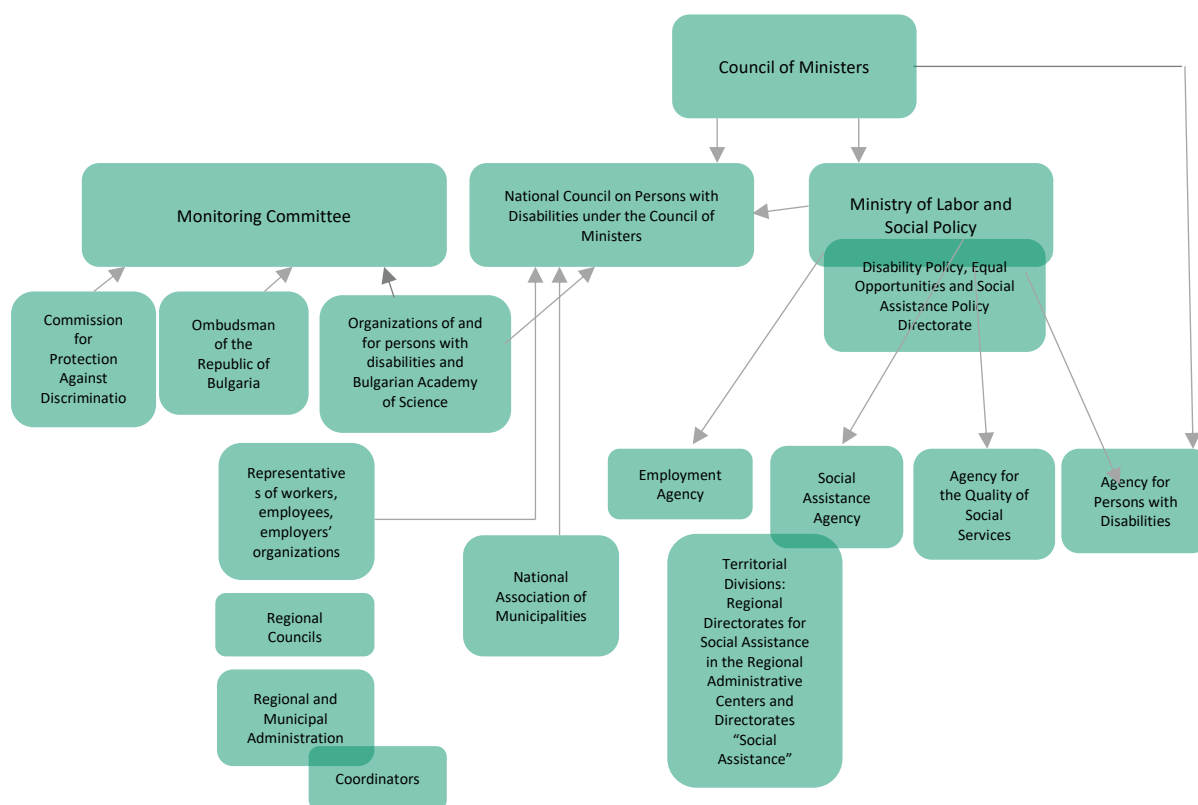 Council of Ministers
Monitoring Committee
National Council on Persons with
Disabilities under the Council of
Ministers
Ministry of Labor and
Social Policy
Disability Policy, Equal
Opportunities and Social
Assistance Policy
Directorate
Commission
for
Protection
Against
Discriminatio
Ombudsman
of the
Republic of
Bulgaria
Organizations of and
for persons with
disabilities and
Bulgarian Academy
of Science
Representative
s of workers,
employees,
employers’
organizations
Employment
Agency
Social
Assistance
Agency
Agency for
the Quality of
Social
Services
Agency for
Persons with
Disabilities
National
Association of
Municipalities
Territorial
Divisions:
Regional
Directorates for
Social Assistance
in the Regional
Administrative
Centers and
Directorates
“Social
Assistance”
Regional
Councils
Regional and
Municipal
Administration
Coordinators